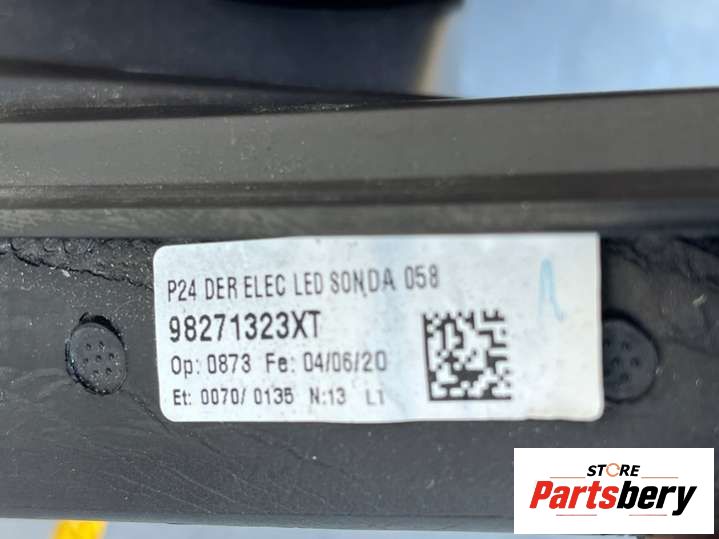 P24 DER ELEC LED SONDA 058
98271323XT
Op: 0873 Fe: 04/06/20
Et: 0070/ 0135 N:13 L1
STORE
Partsbery